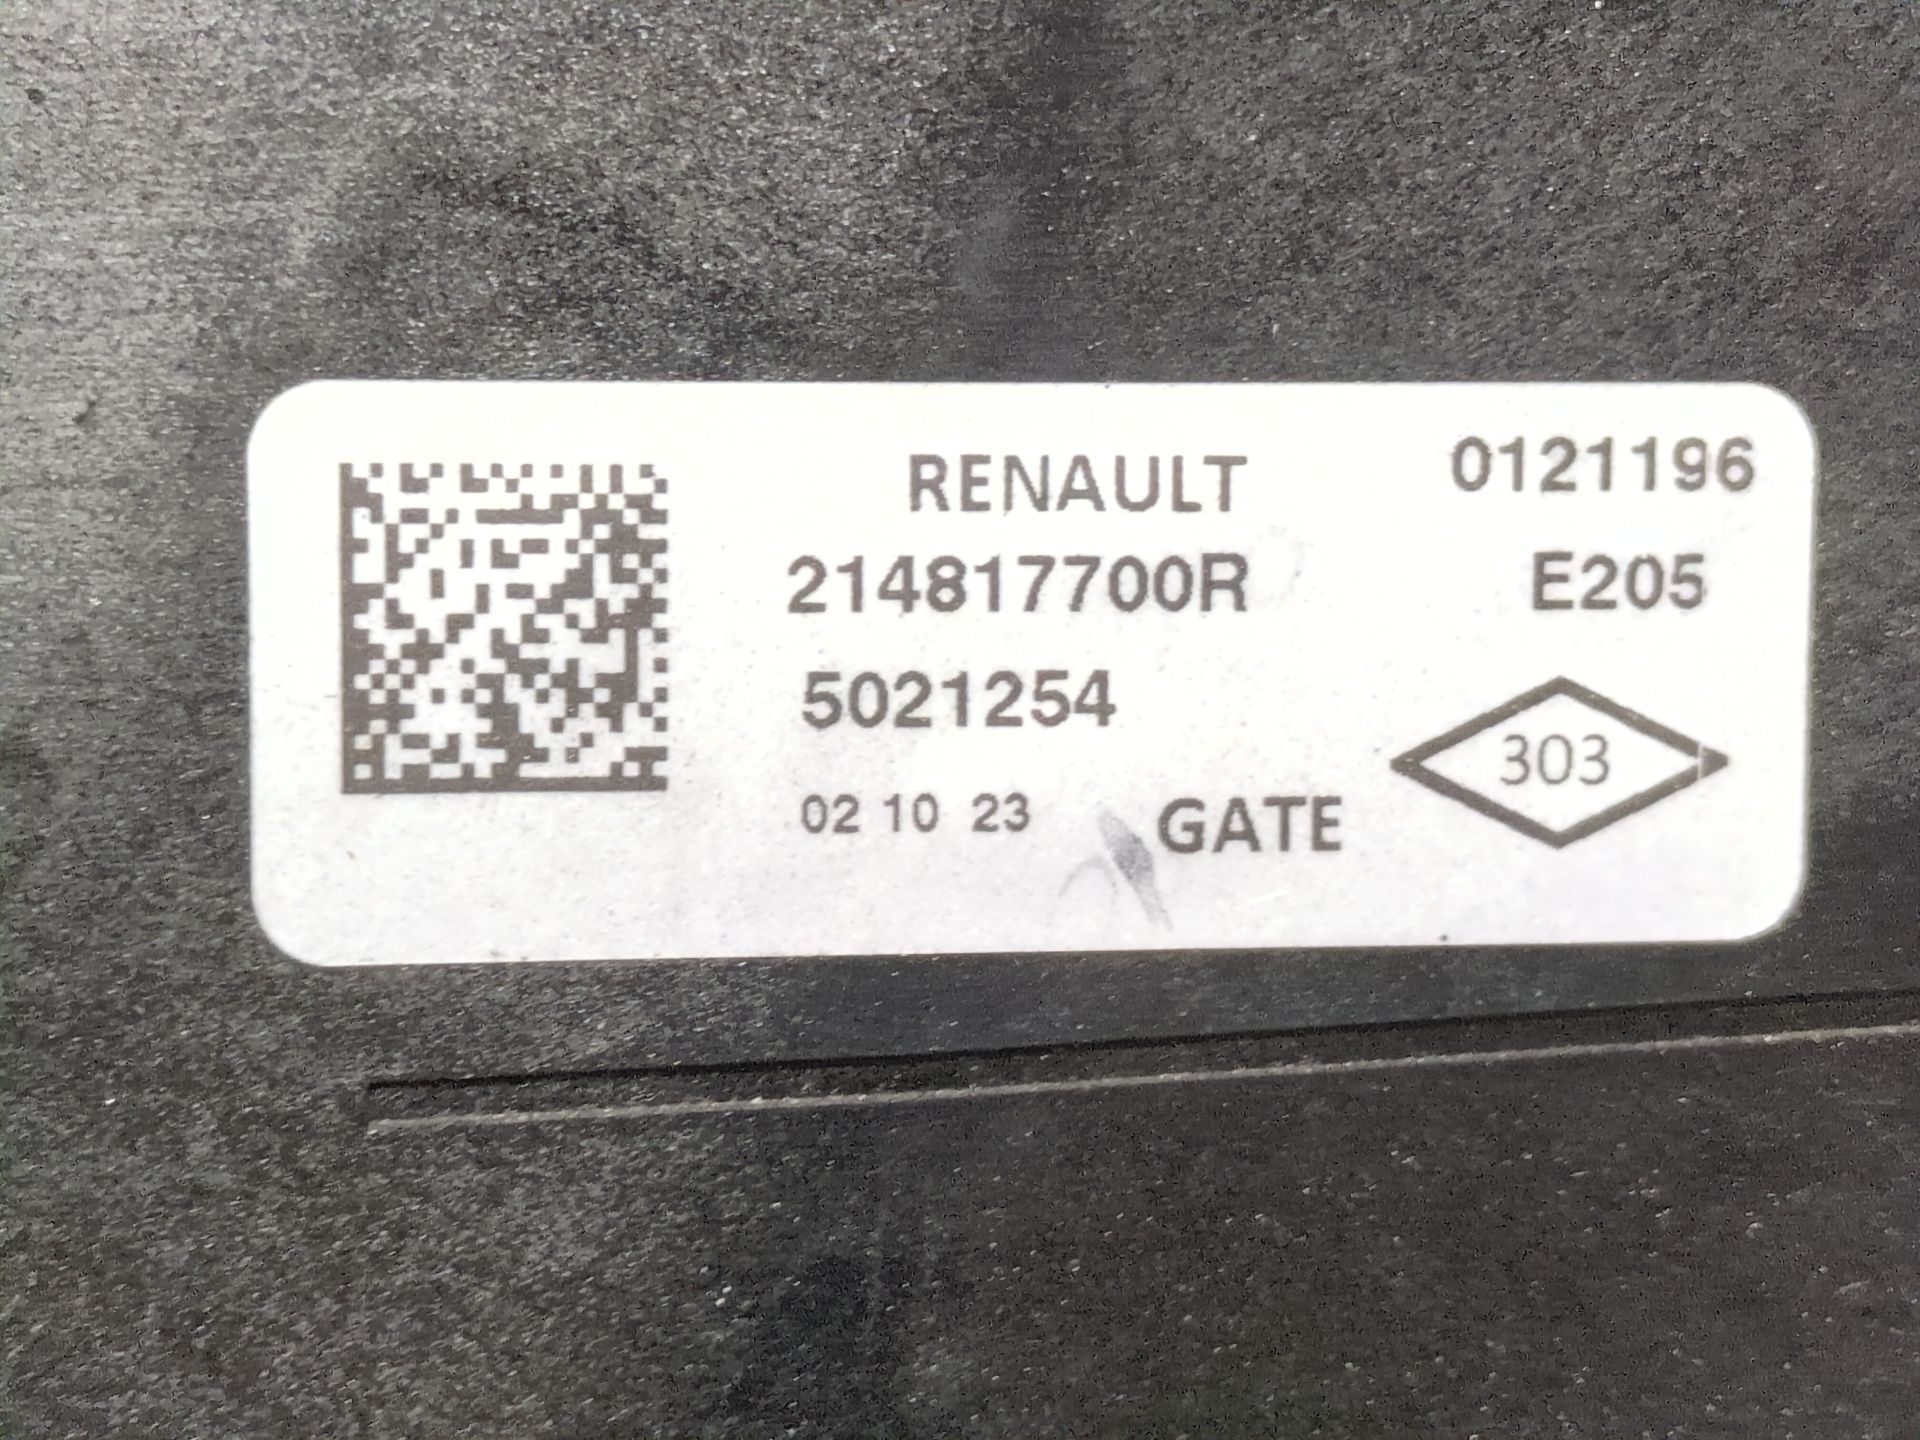 RENAULT 0121196
214817700R E205
5021254
303
02 10 23 GATE